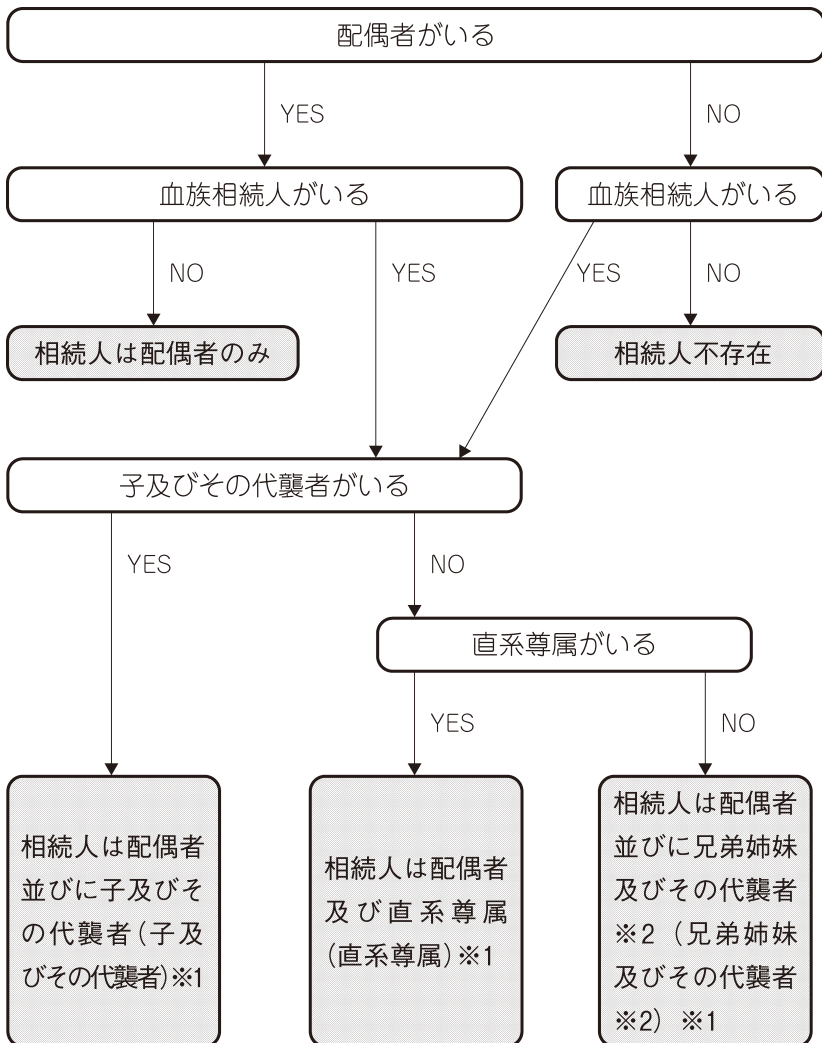 配偶者がいる
YES
NO
血族相続人がいる
血族相続人がいる
NO
YES
YES
NO
相続人は配偶者のみ
相続人不存在
子及びその代襲者がいる
YES
NO
直系尊属がいる
YES
NO
相続人は配偶者
並びに子及びそ
の代襲者(子及
びその代襲者)※1
相続人は配偶者
及び直系尊属
(直系尊属)※1
相続人は配偶者
並びに兄弟姉妹
及びその代襲者
※2(兄弟姉妹
及びその代襲者
※2)※1